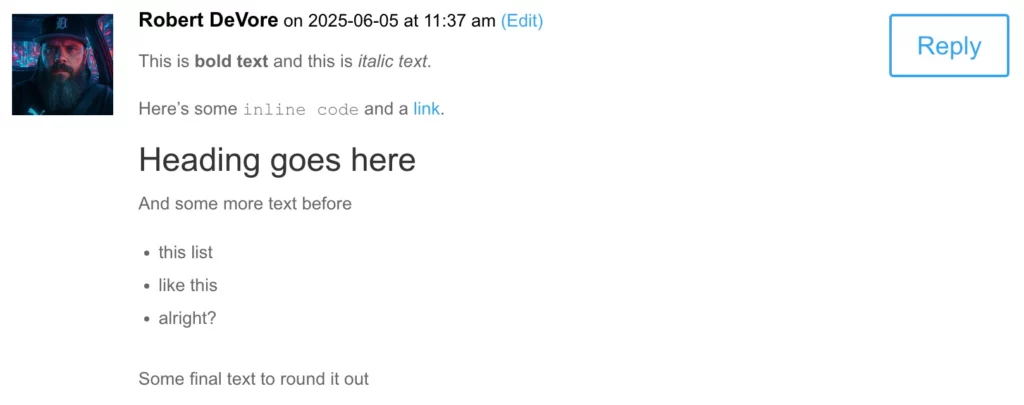 Robert DeVore on 2025-06-05 at 11:37 am (Edit)
Reply
This is bold text and this is italic text.
Here’s some inline code and a link.
Heading goes here
And some more text before
• this list
• like this
• alright?
Some final text to round it out